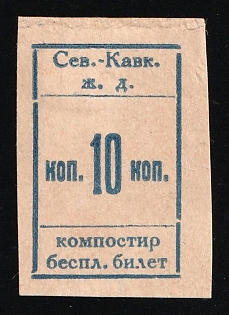 Сев.-Кавк.
ж. д.
коп. 10 коп.
компостир
беспл. билет